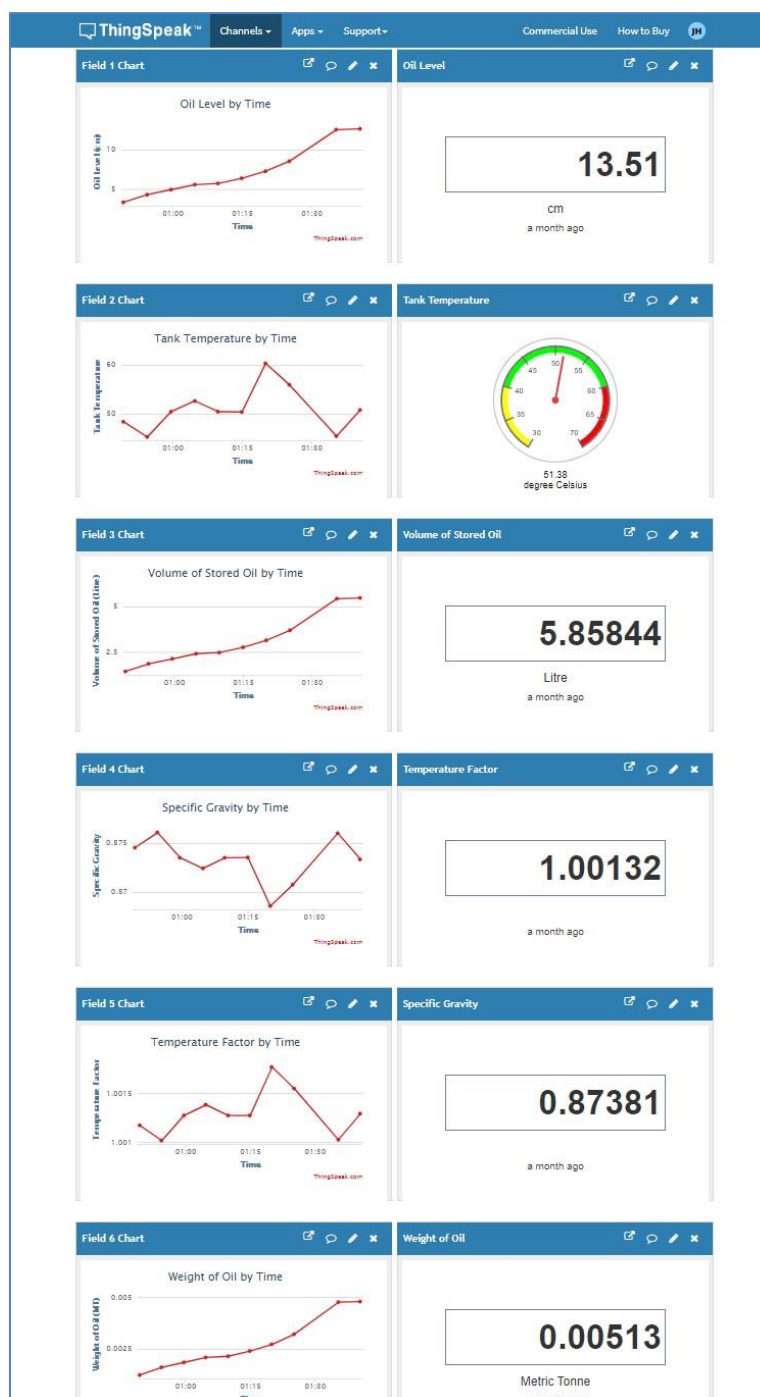 ThingSpeak™ Channels Apps Support Commercial Use How to Buy JH
Field 1 Chart
Oil Level by Time
Oil Level (cm)
10
5
01:00 01:15 01:30
Time
ThingSpeak.com
Oil Level
13.51
cm
a month ago
Field 2 Chart
Tank Temperature by Time
Tank Temperature
60
50
01:00 01:15 01:30
Time
ThingSpeak.com
Tank Temperature
30 35 40 45 50 55 60 65 70
51.38
degree Celsius
Field 3 Chart
Volume of Stored Oil by Time
Volume of Stored Oil (Litre)
5
2.5
01:00 01:15 01:30
Time
ThingSpeak.com
Volume of Stored Oil
5.85844
Litre
a month ago
Field 4 Chart
Specific Gravity by Time
Specific Gravity
0.875
0.87
01:00 01:15 01:30
Time
ThingSpeak.com
Temperature Factor
1.00132
a month ago
Field 5 Chart
Temperature Factor by Time
Temperature Factor
1.0015
1.001
01:00 01:15 01:30
Time
ThingSpeak.com
Specific Gravity
0.87381
a month ago
Field 6 Chart
Weight of Oil by Time
Weight of Oil (MT)
0.005
0.0025
01:00 01:15 01:30
Weight of Oil
0.00513
Metric Tonne